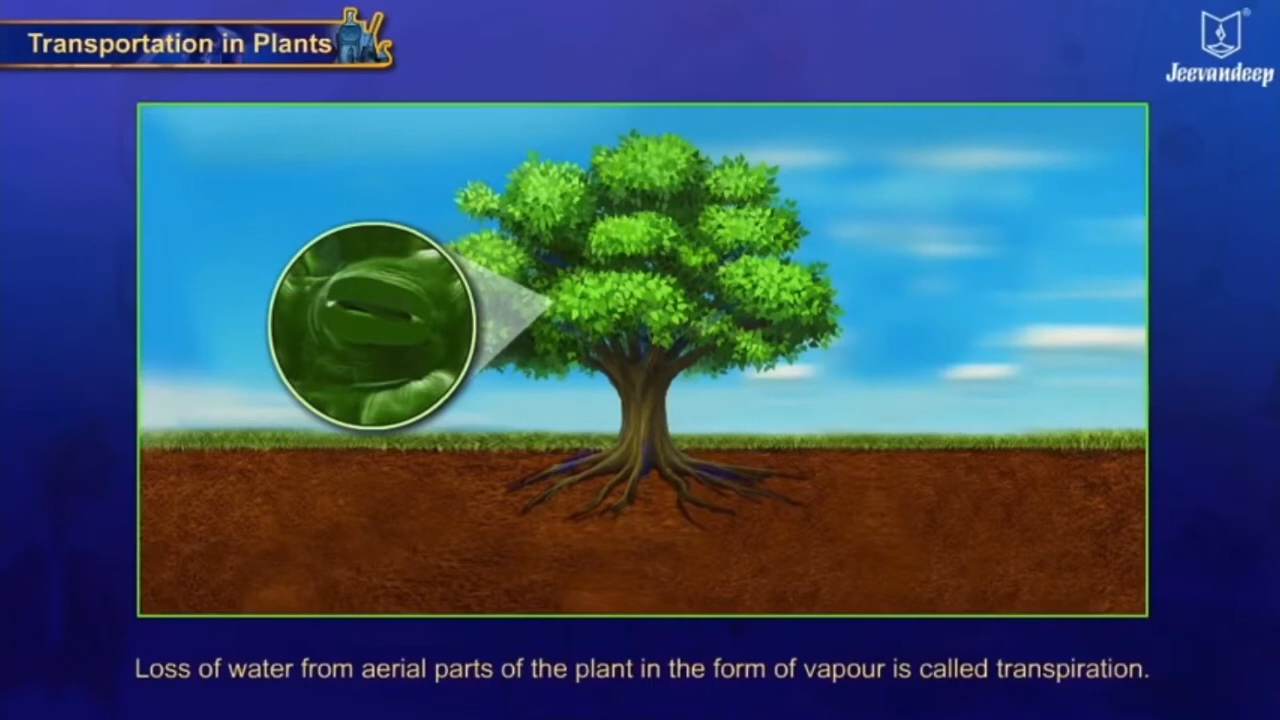 Transportation in Plants
Jeevandeep
Loss of water from aerial parts of the plant in the form of vapour is called transpiration.